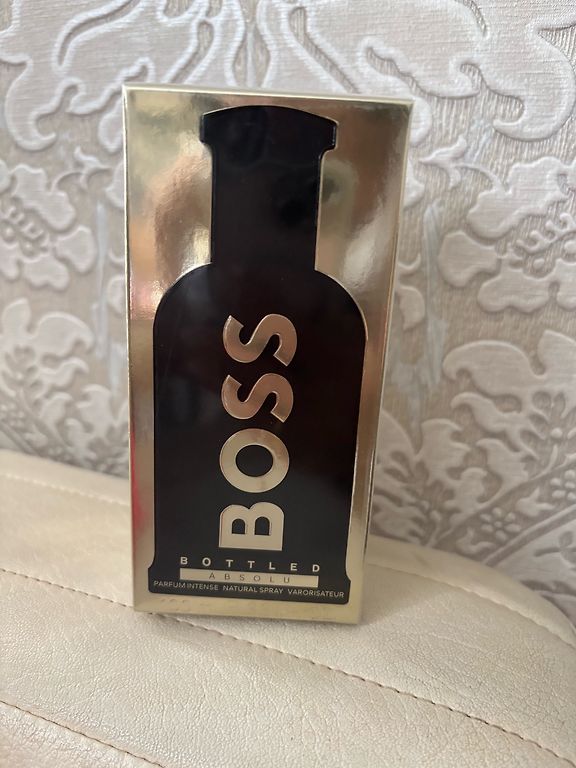 BOSS
BOTTLED
ABSOLU
PARFUM INTENSE NATURAL SPRAY VAPORISATEUR